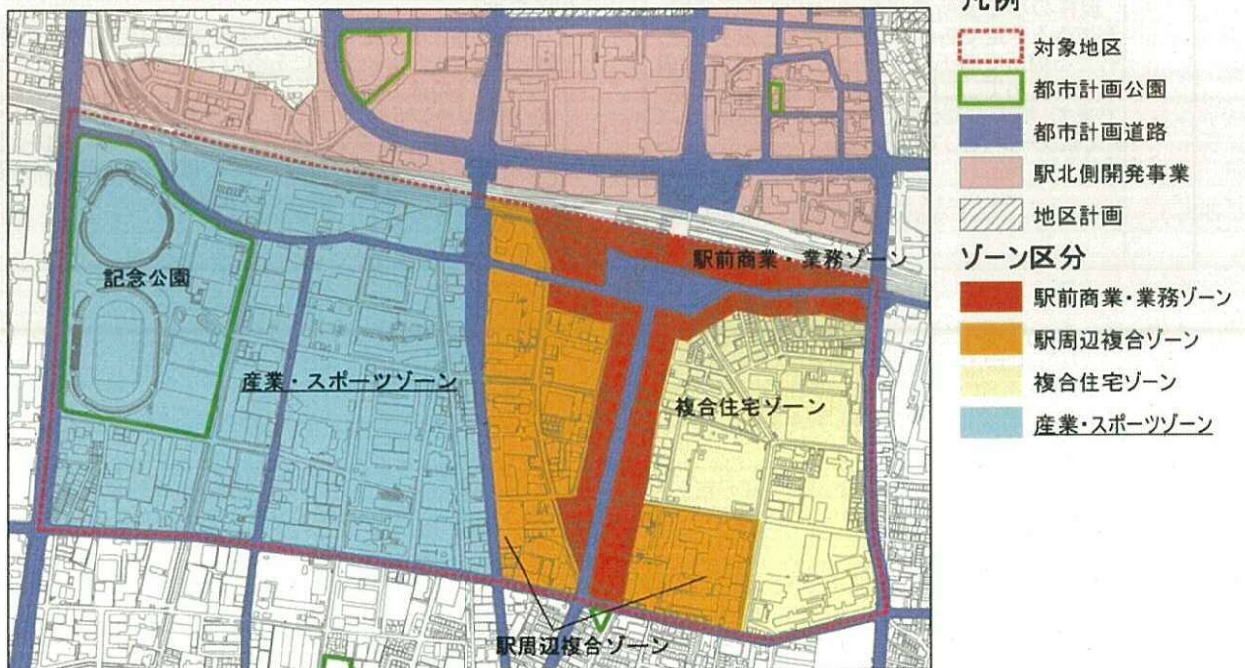 凡例
対象地区
都市計画公園
都市計画道路
駅北側開発事業
地区計画
ゾーン区分
駅前商業・業務ゾーン
駅周辺複合ゾーン
複合住宅ゾーン
産業・スポーツゾーン
駅前商業・業務ゾーン
記念公園
産業・スポーツゾーン
複合住宅ゾーン
駅周辺複合ゾーン